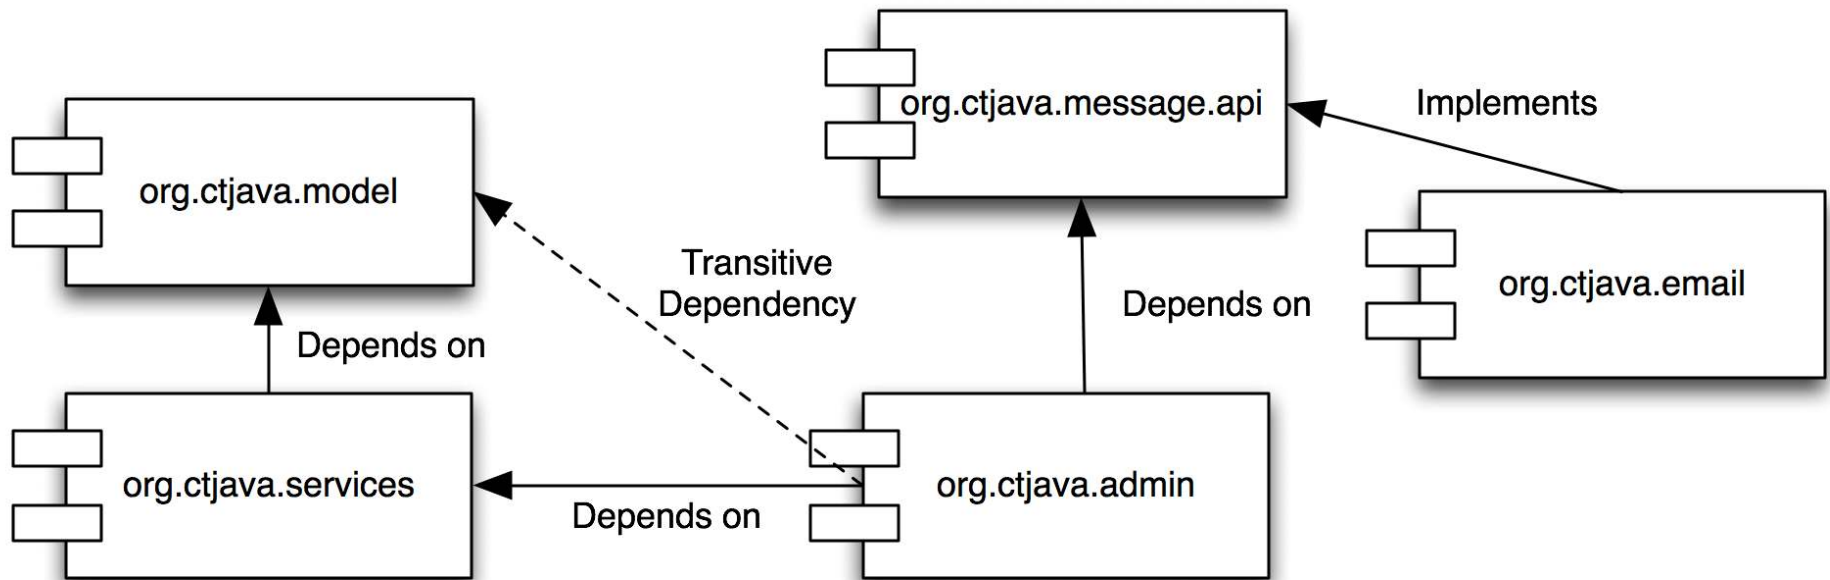 org.ctjava.message.api
Implements
org.ctjava.model
Transitive
Dependency
Depends on
org.ctjava.email
Depends on
org.ctjava.services
Depends on
org.ctjava.admin